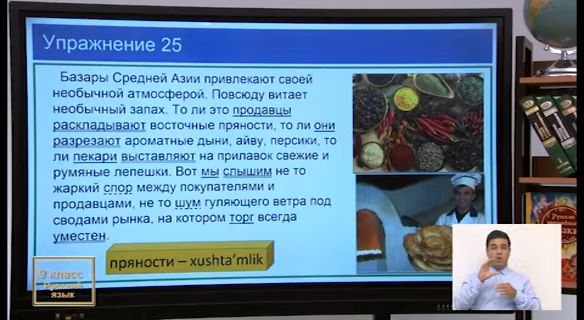 Упражнение 25
Базары Средней Азии привлекают своей
необычной атмосферой. Повсюду витает
необычный запах. То ли это продавцы
раскладывают восточные пряности, то ли они
разрезают ароматные дыни, айву, персики, то
ли пекари выставляют на прилавок свежие и
румяные лепешки. Вот мы слышим не то
жаркий спор между покупателями и
продавцами, не то шум гуляющего ветра под
сводами рынка, на котором торг всегда
уместен.
пряности – xushta’mlik
9 класс
Русский
язык